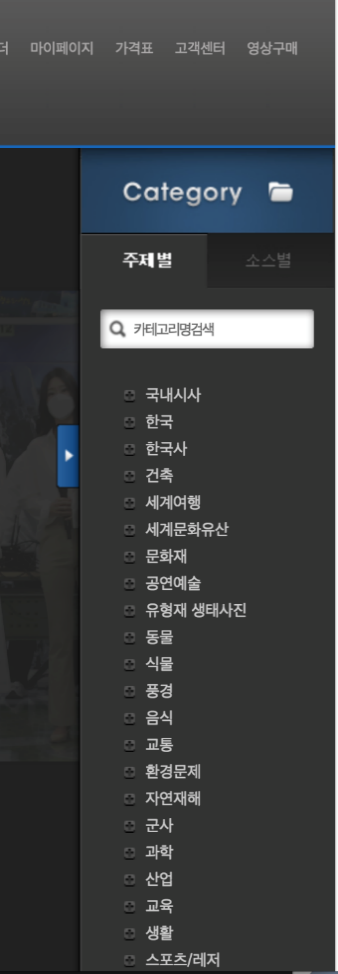 더 마이페이지 가격표 고객센터 영상구매
Category
주제별 소스별
카테고리명검색
국내시사
한국
한국사
건축
세계여행
세계문화유산
문화재
공연예술
유형재 생태사진
동물
식물
풍경
음식
교통
환경문제
자연재해
군사
과학
산업
교육
생활
스포츠/레저